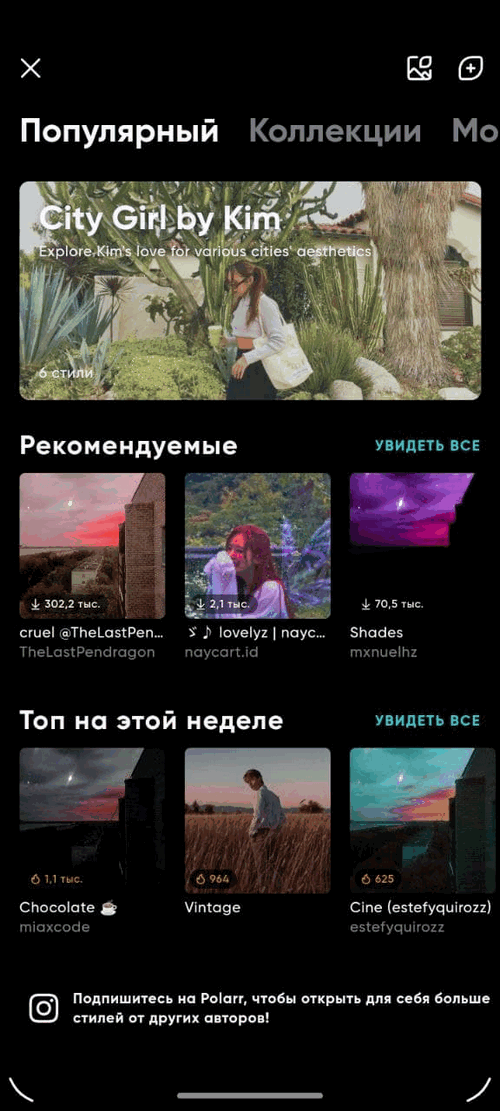 Популярный Коллекции Мо
City Girl by Kim
Explore Kim's love for various cities' aesthetics
6 стили
Рекомендуемые УВИДЕТЬ ВСЕ
302,2 тыс. 2,1 тыс. 70,5 тыс.
cruel @TheLastPen... ゞ♪ lovelyz | nayc... Shades
TheLastPendragon naycart.id mxnuelhz
Топ на этой неделе УВИДЕТЬ ВСЕ
1,1 тыс. 964 625
Chocolate ☕ Vintage Cine (estefyquirozz)
miaxcode estefyquirozz
Подпишитесь на Polarr, чтобы открыть для себя больше
стилей от других авторов!